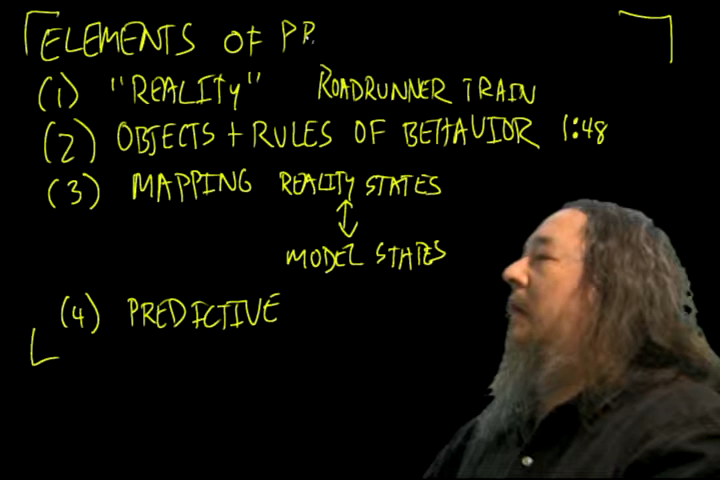 ELEMENTS OF PR.
(1) "REALITY" ROADRUNNER TRAIN
(2) OBJECTS + RULES OF BEHAVIOR 1:48
(3) MAPPING REALITY STATES
↕
MODEL STATES
(4) PREDICTIVE